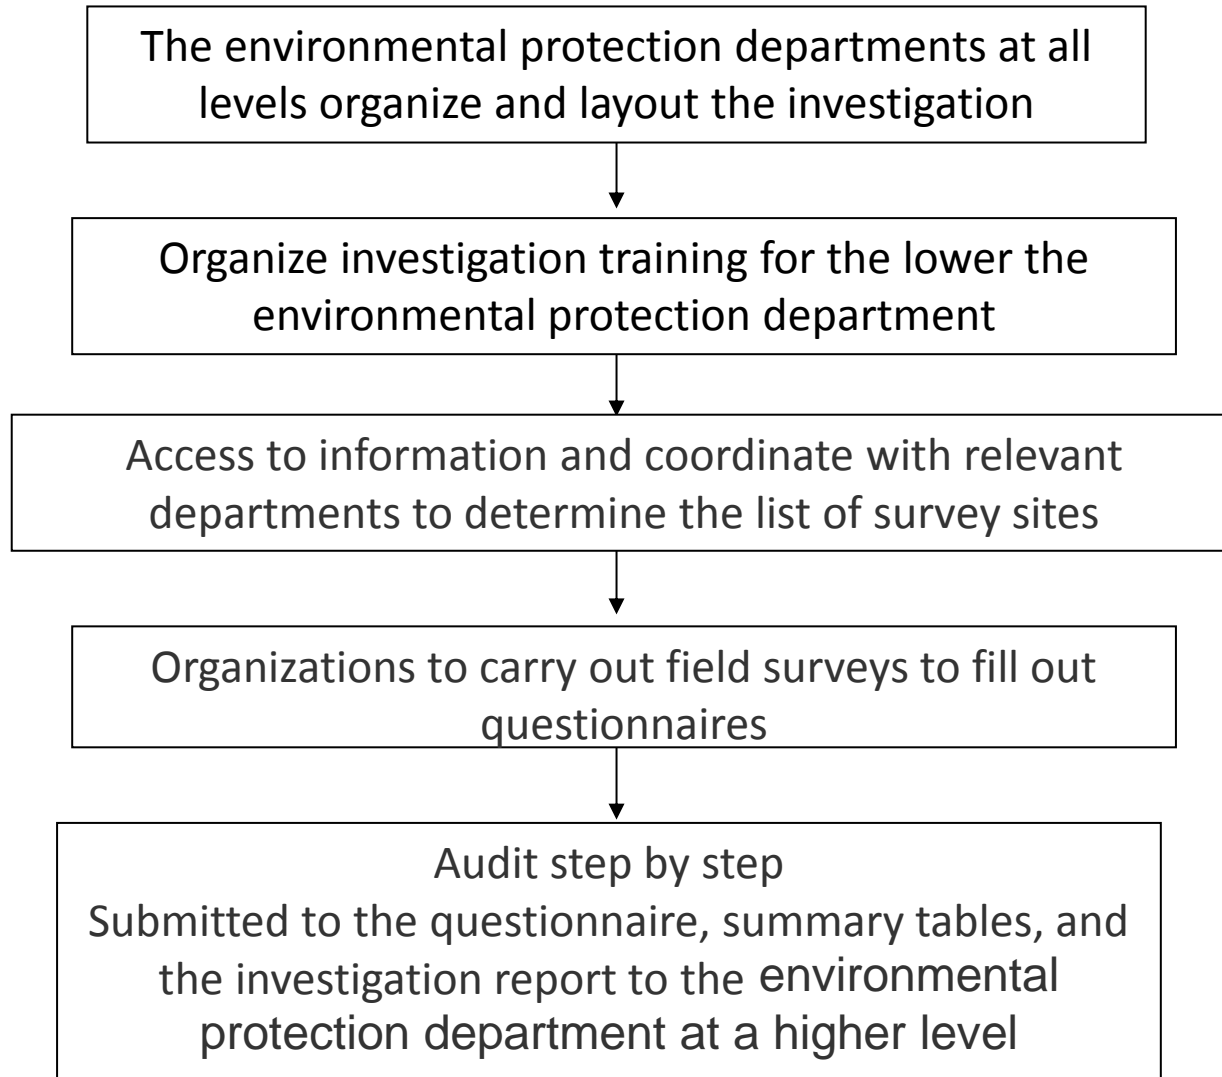 The environmental protection departments at all
levels organize and layout the investigation
Organize investigation training for the lower the
environmental protection department
Access to information and coordinate with relevant
departments to determine the list of survey sites
Organizations to carry out field surveys to fill out
questionnaires
Audit step by step
Submitted to the questionnaire, summary tables, and
the investigation report to the environmental
protection department at a higher level